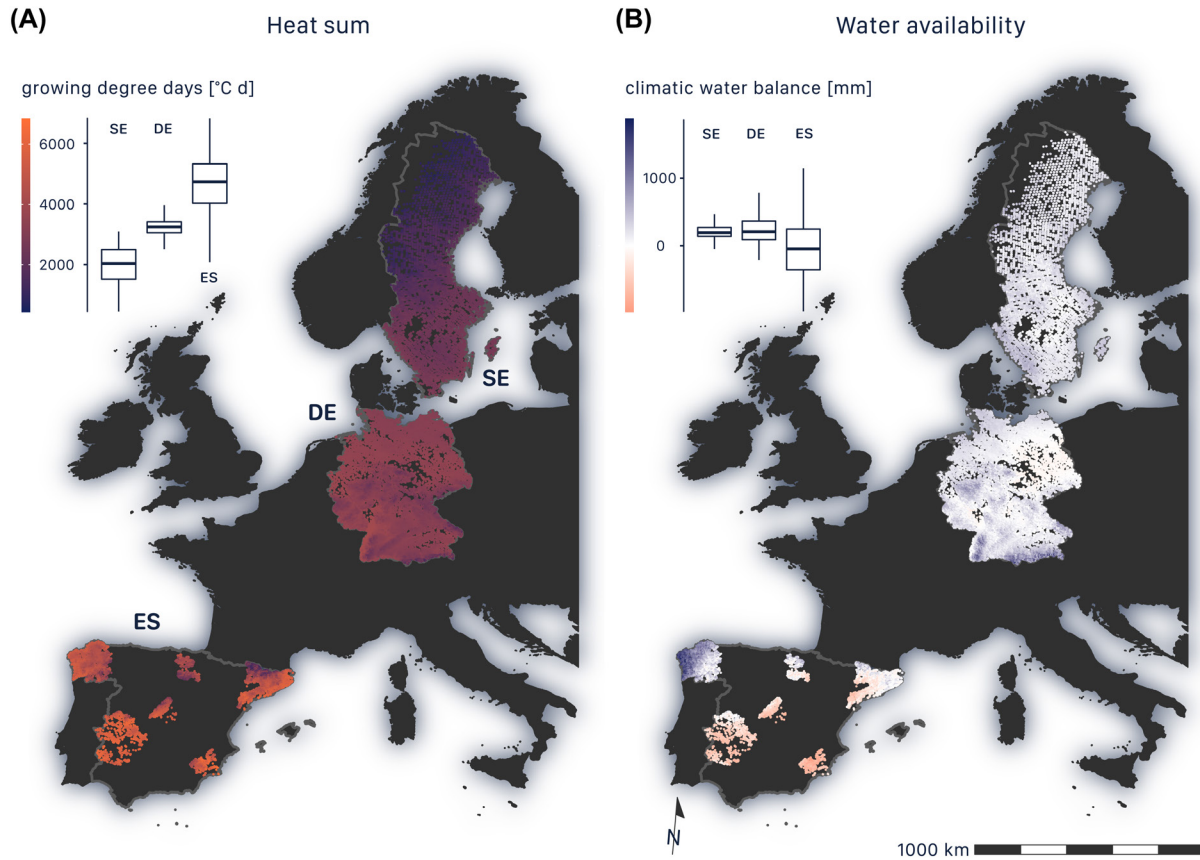 (A)
Heat sum
growing degree days [°C d]
SE
DE
6000
4000
2000
ES
SE
DE
ES
(B)
Water availability
climatic water balance [mm]
SE
DE
ES
1000
0
N
1000 km